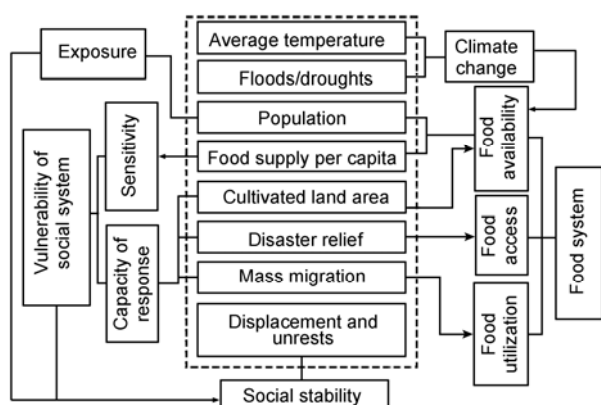 Exposure
Average temperature
Floods/droughts
Climate
change
Population
Food supply per capita
Cultivated land area
Disaster relief
Mass migration
Displacement and
unrests
Social stability
Vulnerability of
social system
Sensitivity
Capacity of
response
Food
availability
Food
access
Food
utilization
Food system